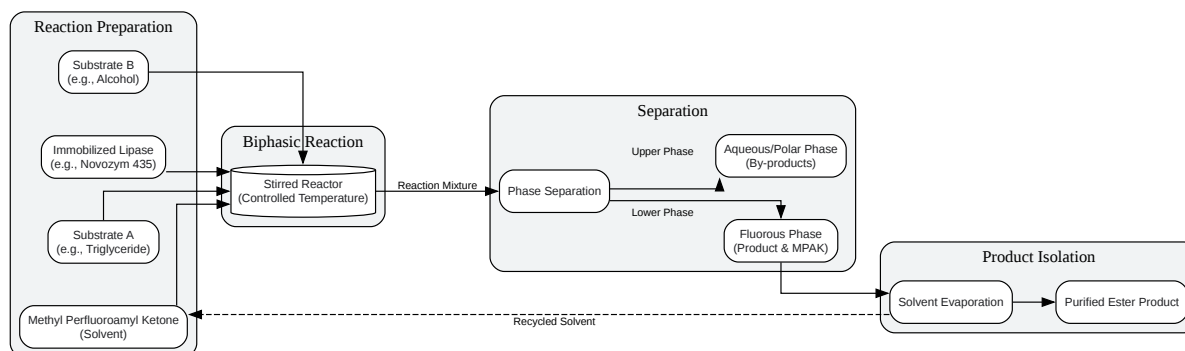 Reaction Preparation
Substrate B
(e.g., Alcohol)
Immobilized Lipase
(e.g., Novozym 435)
Substrate A
(e.g., Triglyceride)
Methyl Perfluoroamyl Ketone
(Solvent)
Biphasic Reaction
Stirred Reactor
(Controlled Temperature)
Reaction Mixture
Separation
Phase Separation
Upper Phase
Lower Phase
Aqueous/Polar Phase
(By-products)
Fluorous Phase
(Product & MPAK)
Product Isolation
Solvent Evaporation
Purified Ester Product
Recycled Solvent